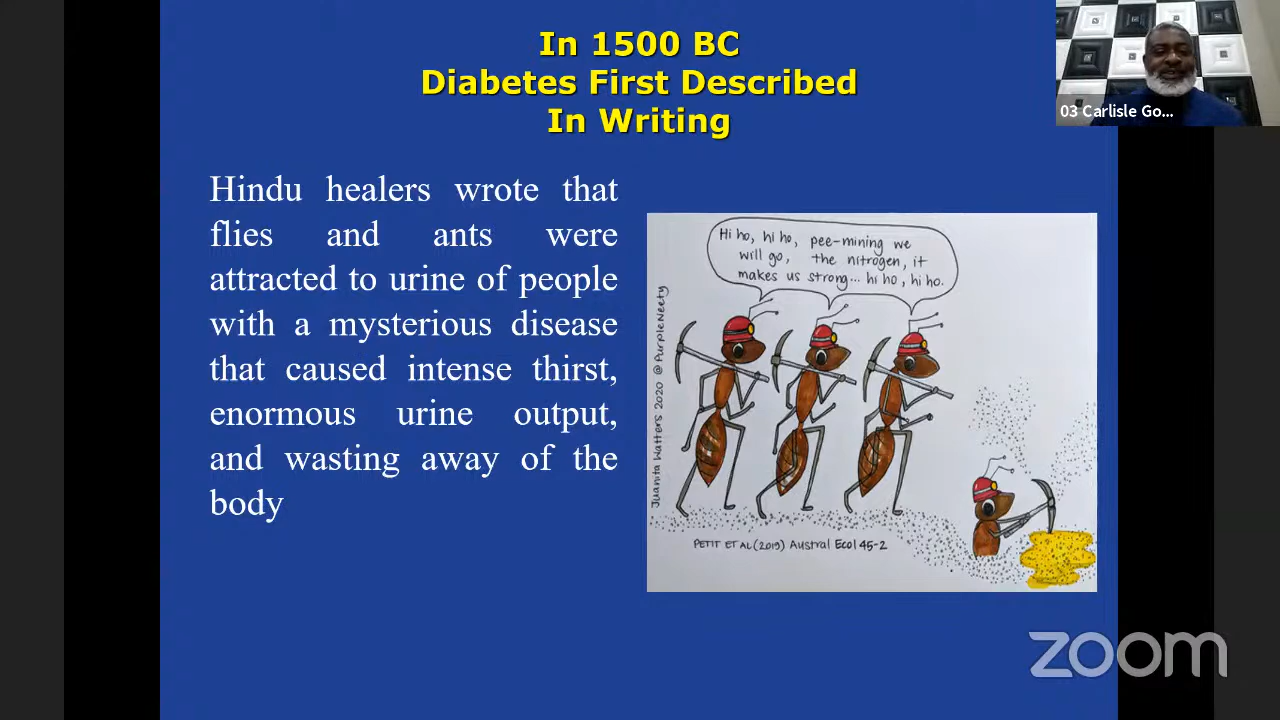 In 1500 BC
Diabetes First Described
In Writing
03 Carlisle Go...
Hindu healers wrote that
flies and ants were
attracted to urine of people
with a mysterious disease
that caused intense thirst,
enormous urine output,
and wasting away of the
body
Hi ho, hi ho, pee-mining we
will go, the nitrogen, it
makes us strong... hi ho, hi ho.
Juanita Watters 2020 @PurpleNeety
PETIT ET AL (2019) Austral Ecol 45-2
zoom